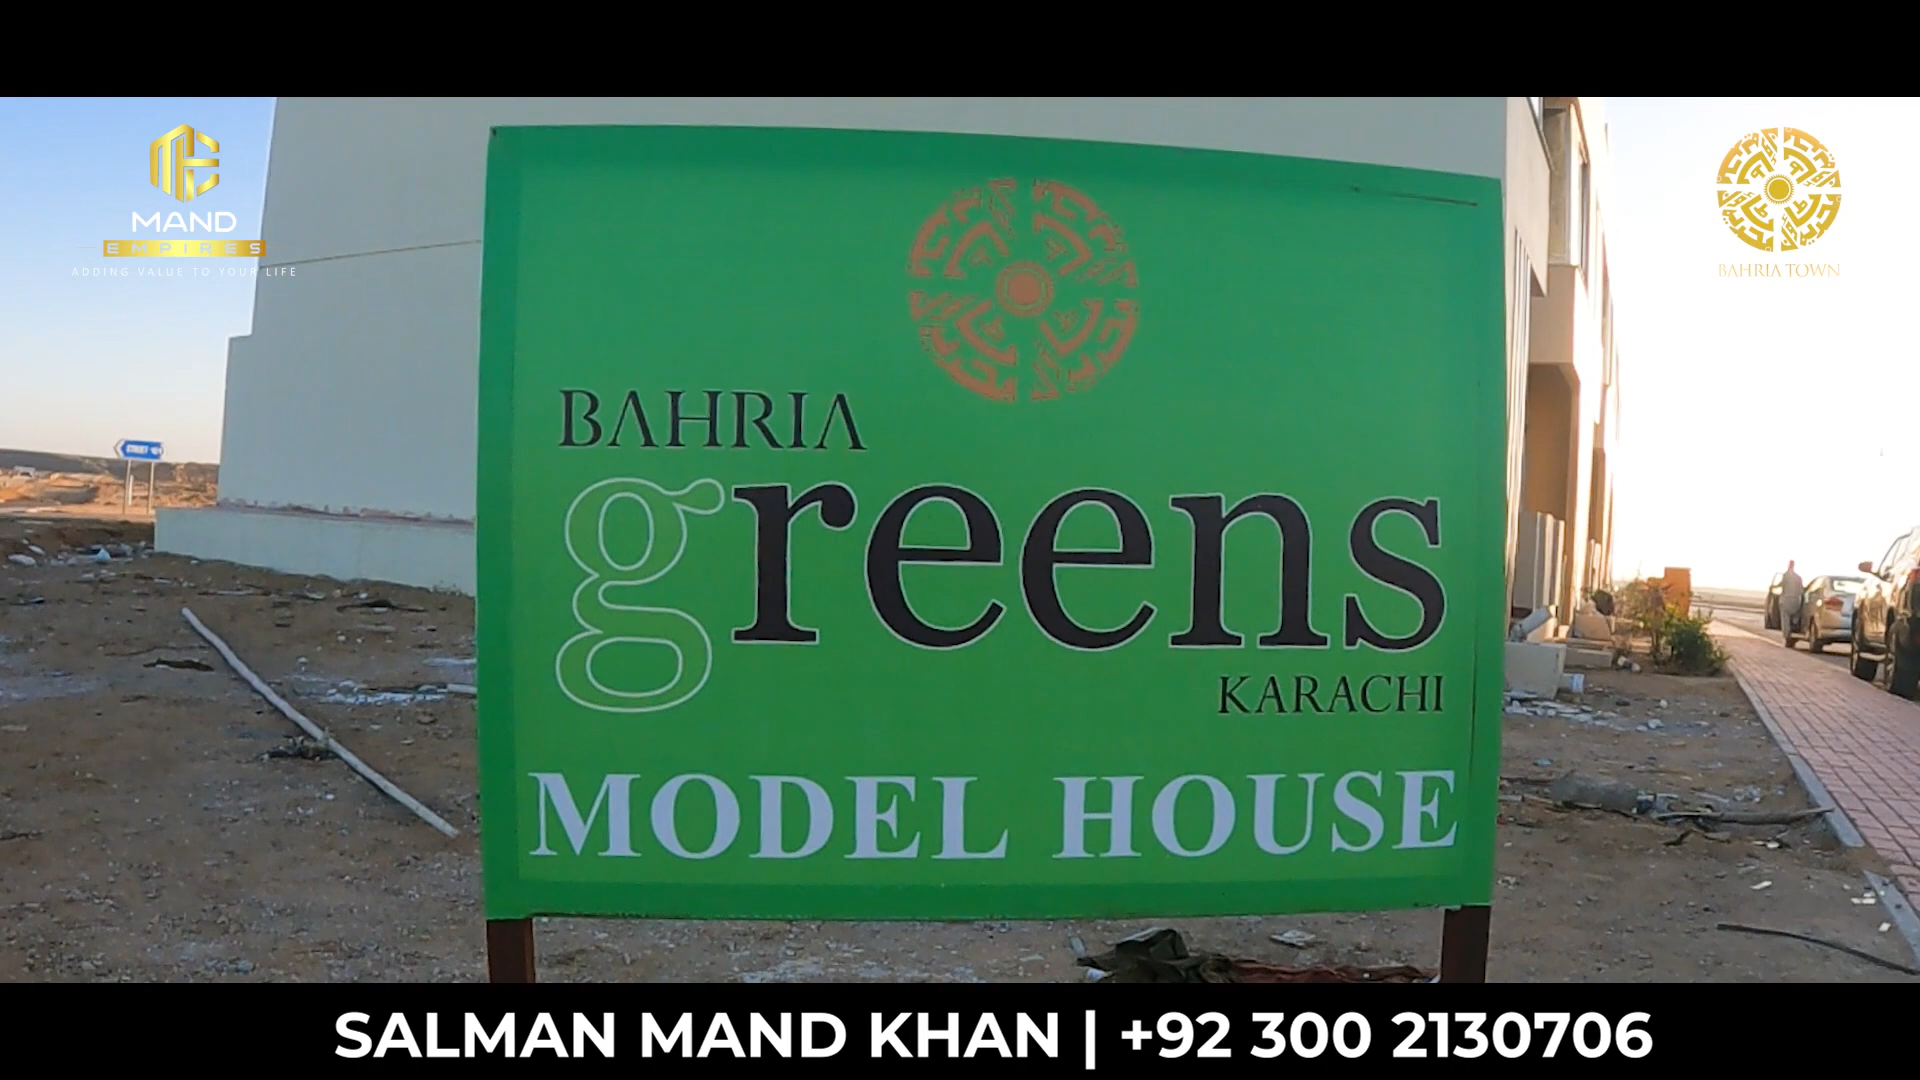 MAND
EMPIRES
ADDING VALUE TO YOUR LIFE
BAHRIA TOWN
BAHRIA
greens
KARACHI
MODEL HOUSE
SALMAN MAND KHAN | +92 300 2130706